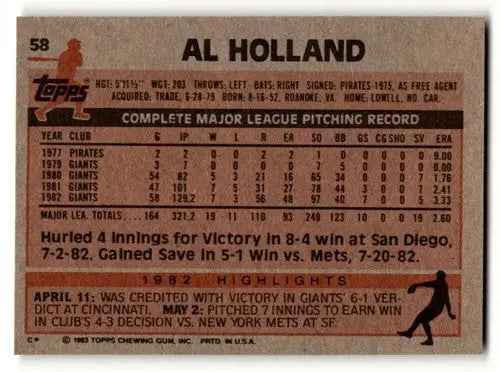 58
AL HOLLAND
Topps
HGT: 5'11½" WGT: 203 THROWS: LEFT BATS: RIGHT SIGNED: PIRATES-1975, AS FREE AGENT
ACQUIRED: TRADE, 6-28-79 BORN: 8-16-52, ROANOKE, VA. HOME: LOWELL, NO. CAR.
COMPLETE MAJOR LEAGUE PITCHING RECORD
YEAR CLUB G IP W L R ER SO BB GS CG SHO SV ERA
1977 PIRATES 2 2 0 0 2 2 1 0 0 0 0 0 9.00
1979 GIANTS 3 7 0 0 0 0 7 5 0 0 0 0 0.00
1980 GIANTS 54 82 5 3 21 16 65 34 0 0 0 7 1.76
1981 GIANTS 47 101 7 5 31 27 78 44 3 0 0 7 2.41
1982 GIANTS 58 129.2 7 3 56 48 97 40 7 0 0 5 3.33
MAJOR LEA. TOTALS... 164 321.2 19 11 110 93 248 123 10 0 0 19 2.60
Hurled 4 innings for Victory in 8-4 win at San Diego,
7-2-82. Gained Save in 5-1 Win vs. Mets, 7-20-82.
1982 HIGHLIGHTS
APRIL 11: WAS CREDITED WITH VICTORY IN GIANTS' 6-1 VER-
DICT AT CINCINNATI. MAY 2: PITCHED 7 INNINGS TO EARN WIN
IN CLUB'S 4-3 DECISION VS. NEW YORK METS AT SF.
C* © 1983 TOPPS CHEWING GUM, INC. PRTD. IN U.S.A.